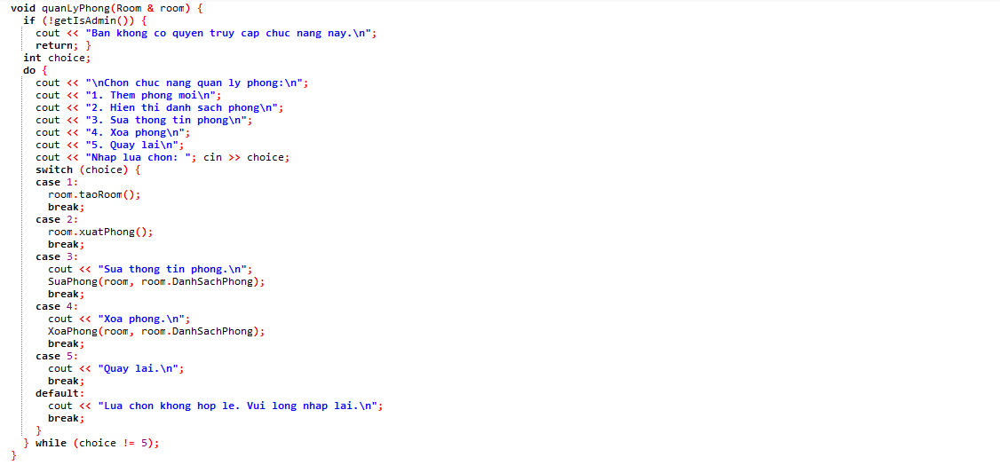 void quanLyPhong(Room & room) {
  if (!getIsAdmin()) {
    cout << "Ban khong co quyen truy cap chuc nang nay.\n";
    return; }
  int choice;
  do {
    cout << "\nChon chuc nang quan ly phong:\n";
    cout << "1. Them phong moi\n";
    cout << "2. Hien thi danh sach phong\n";
    cout << "3. Sua thong tin phong\n";
    cout << "4. Xoa phong\n";
    cout << "5. Quay lai\n";
    cout << "Nhap lua chon: "; cin >> choice;
    switch (choice) {
    case 1:
      room.taoRoom();
      break;
    case 2:
      room.xuatPhong();
      break;
    case 3:
      cout << "Sua thong tin phong.\n";
      SuaPhong(room, room.DanhSachPhong);
      break;
    case 4:
      cout << "Xoa phong.\n";
      XoaPhong(room, room.DanhSachPhong);
      break;
    case 5:
      cout << "Quay lai.\n";
      break;
    default:
      cout << "Lua chon khong hop le. Vui long nhap lai.\n";
      break;
    }
  } while (choice != 5);
}